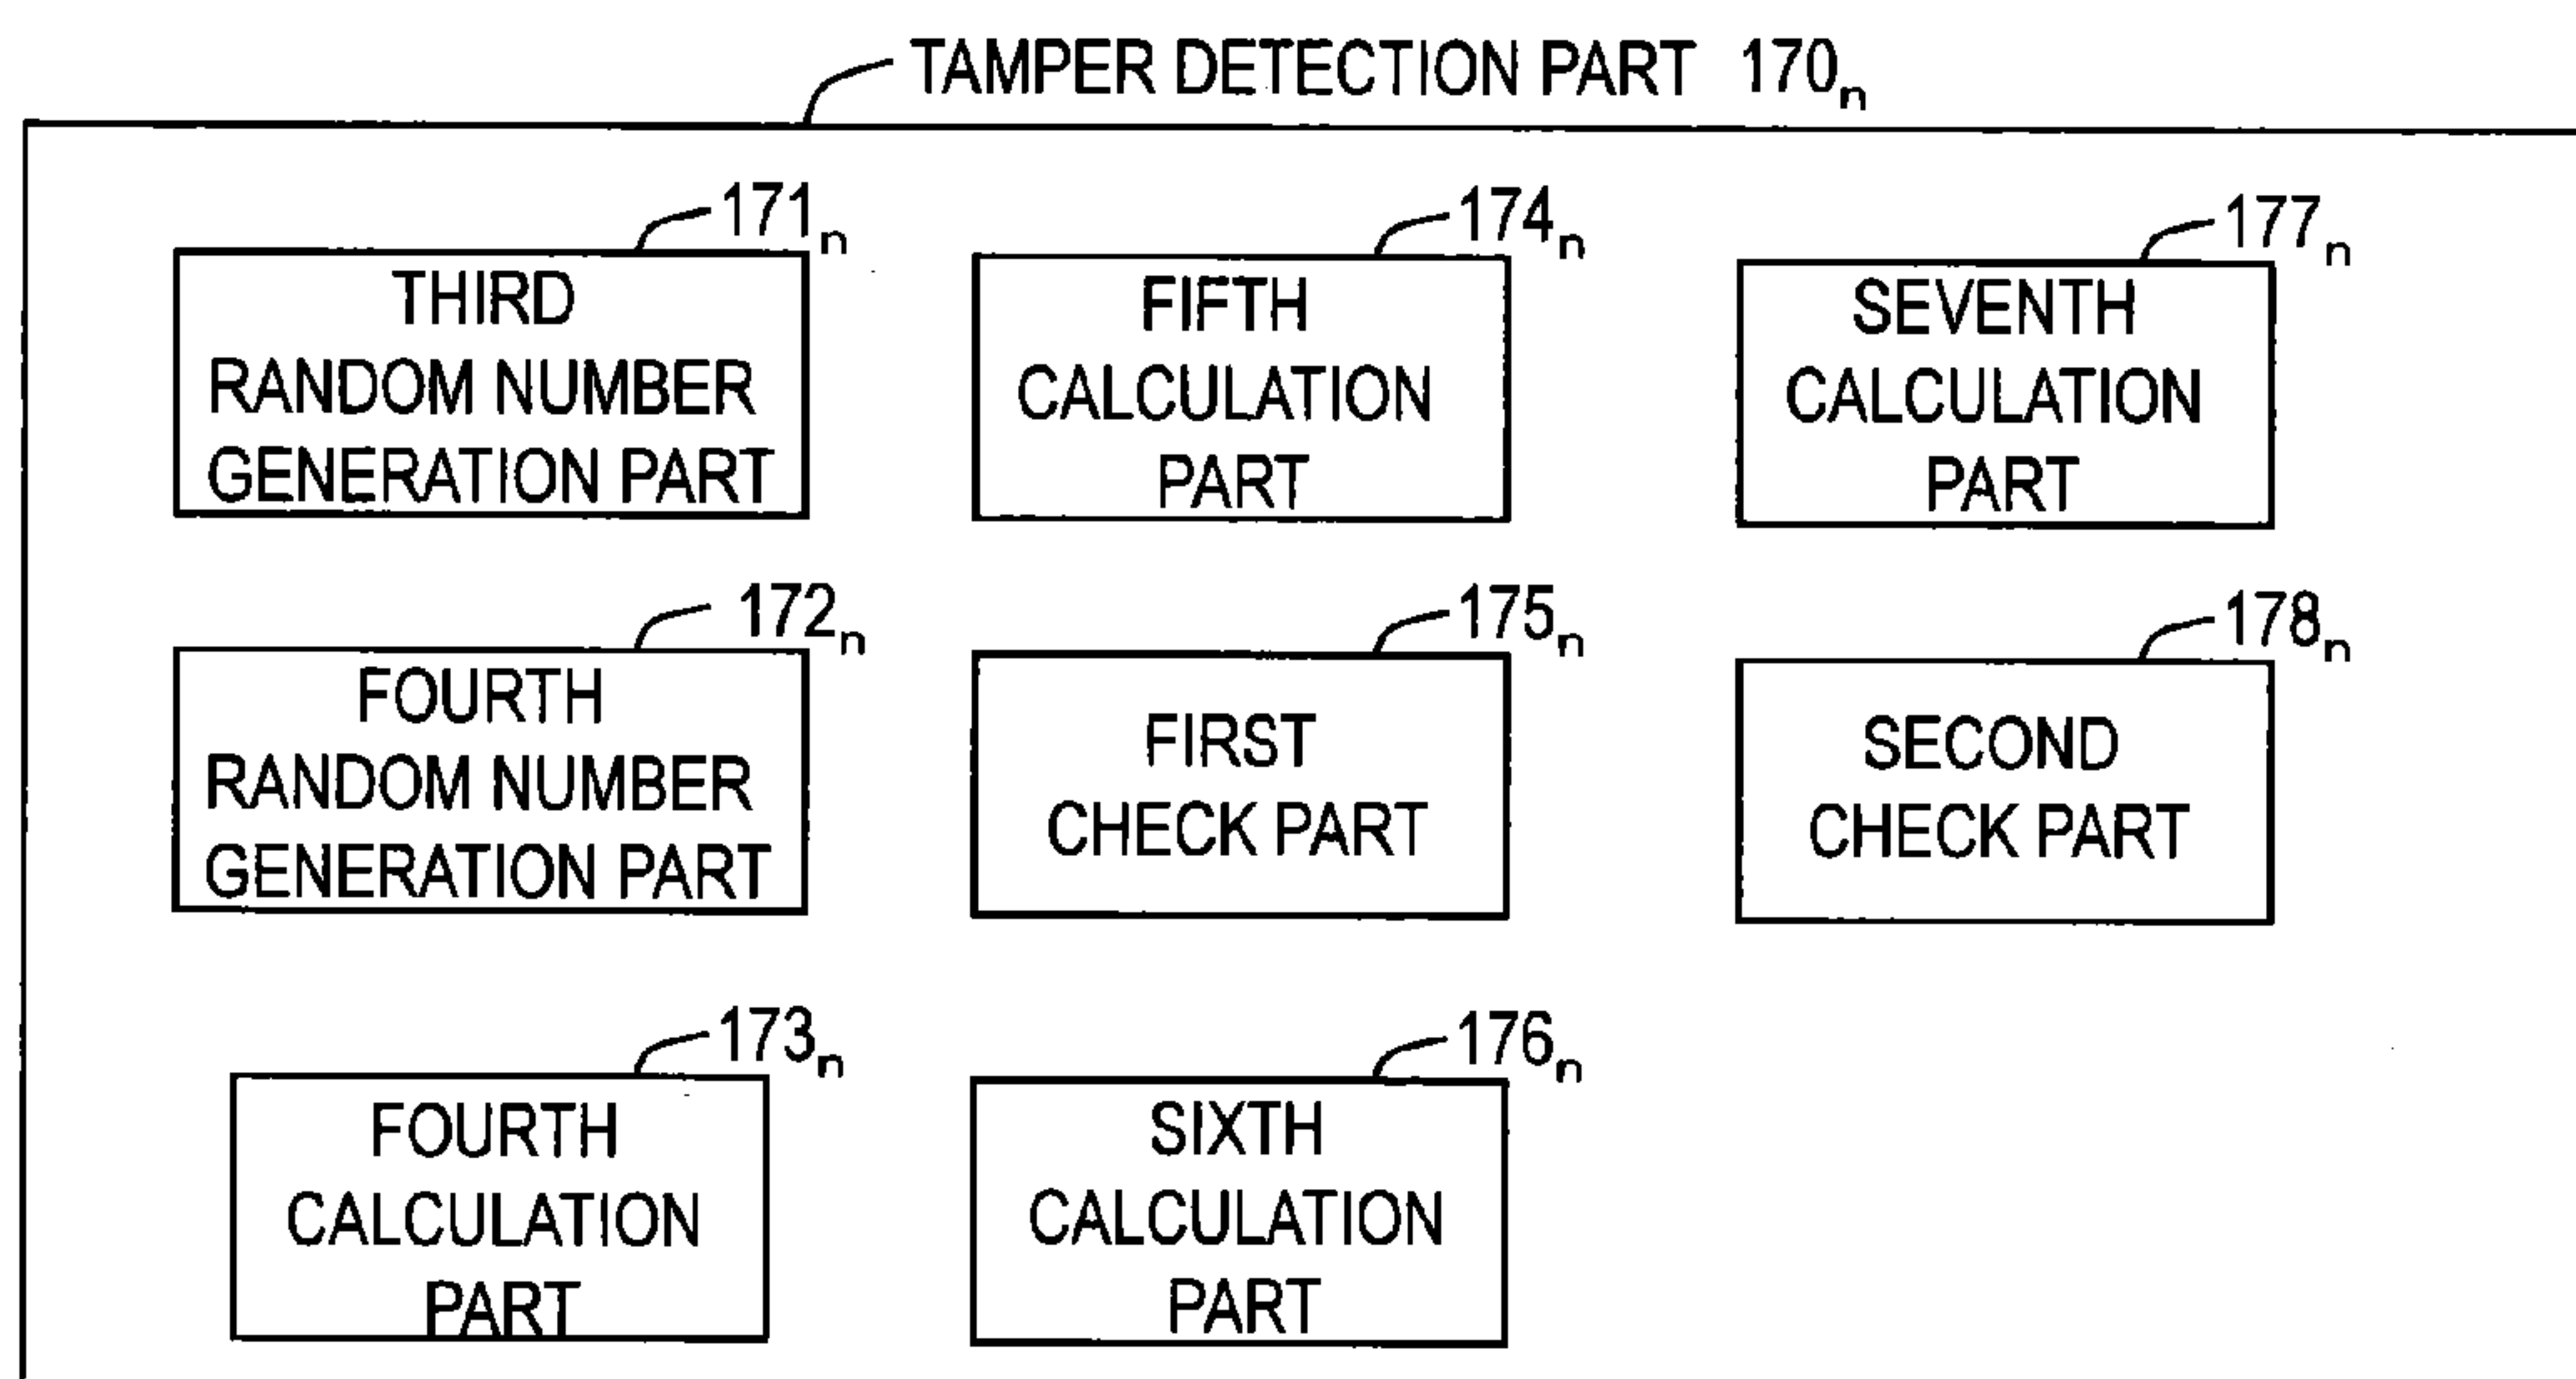 TAMPER DETECTION PART 170n
171n
THIRD
RANDOM NUMBER
GENERATION PART
174n
FIFTH
CALCULATION
PART
177n
SEVENTH
CALCULATION
PART
172n
FOURTH
RANDOM NUMBER
GENERATION PART
175n
FIRST
CHECK PART
178n
SECOND
CHECK PART
173n
FOURTH
CALCULATION
PART
176n
SIXTH
CALCULATION
PART